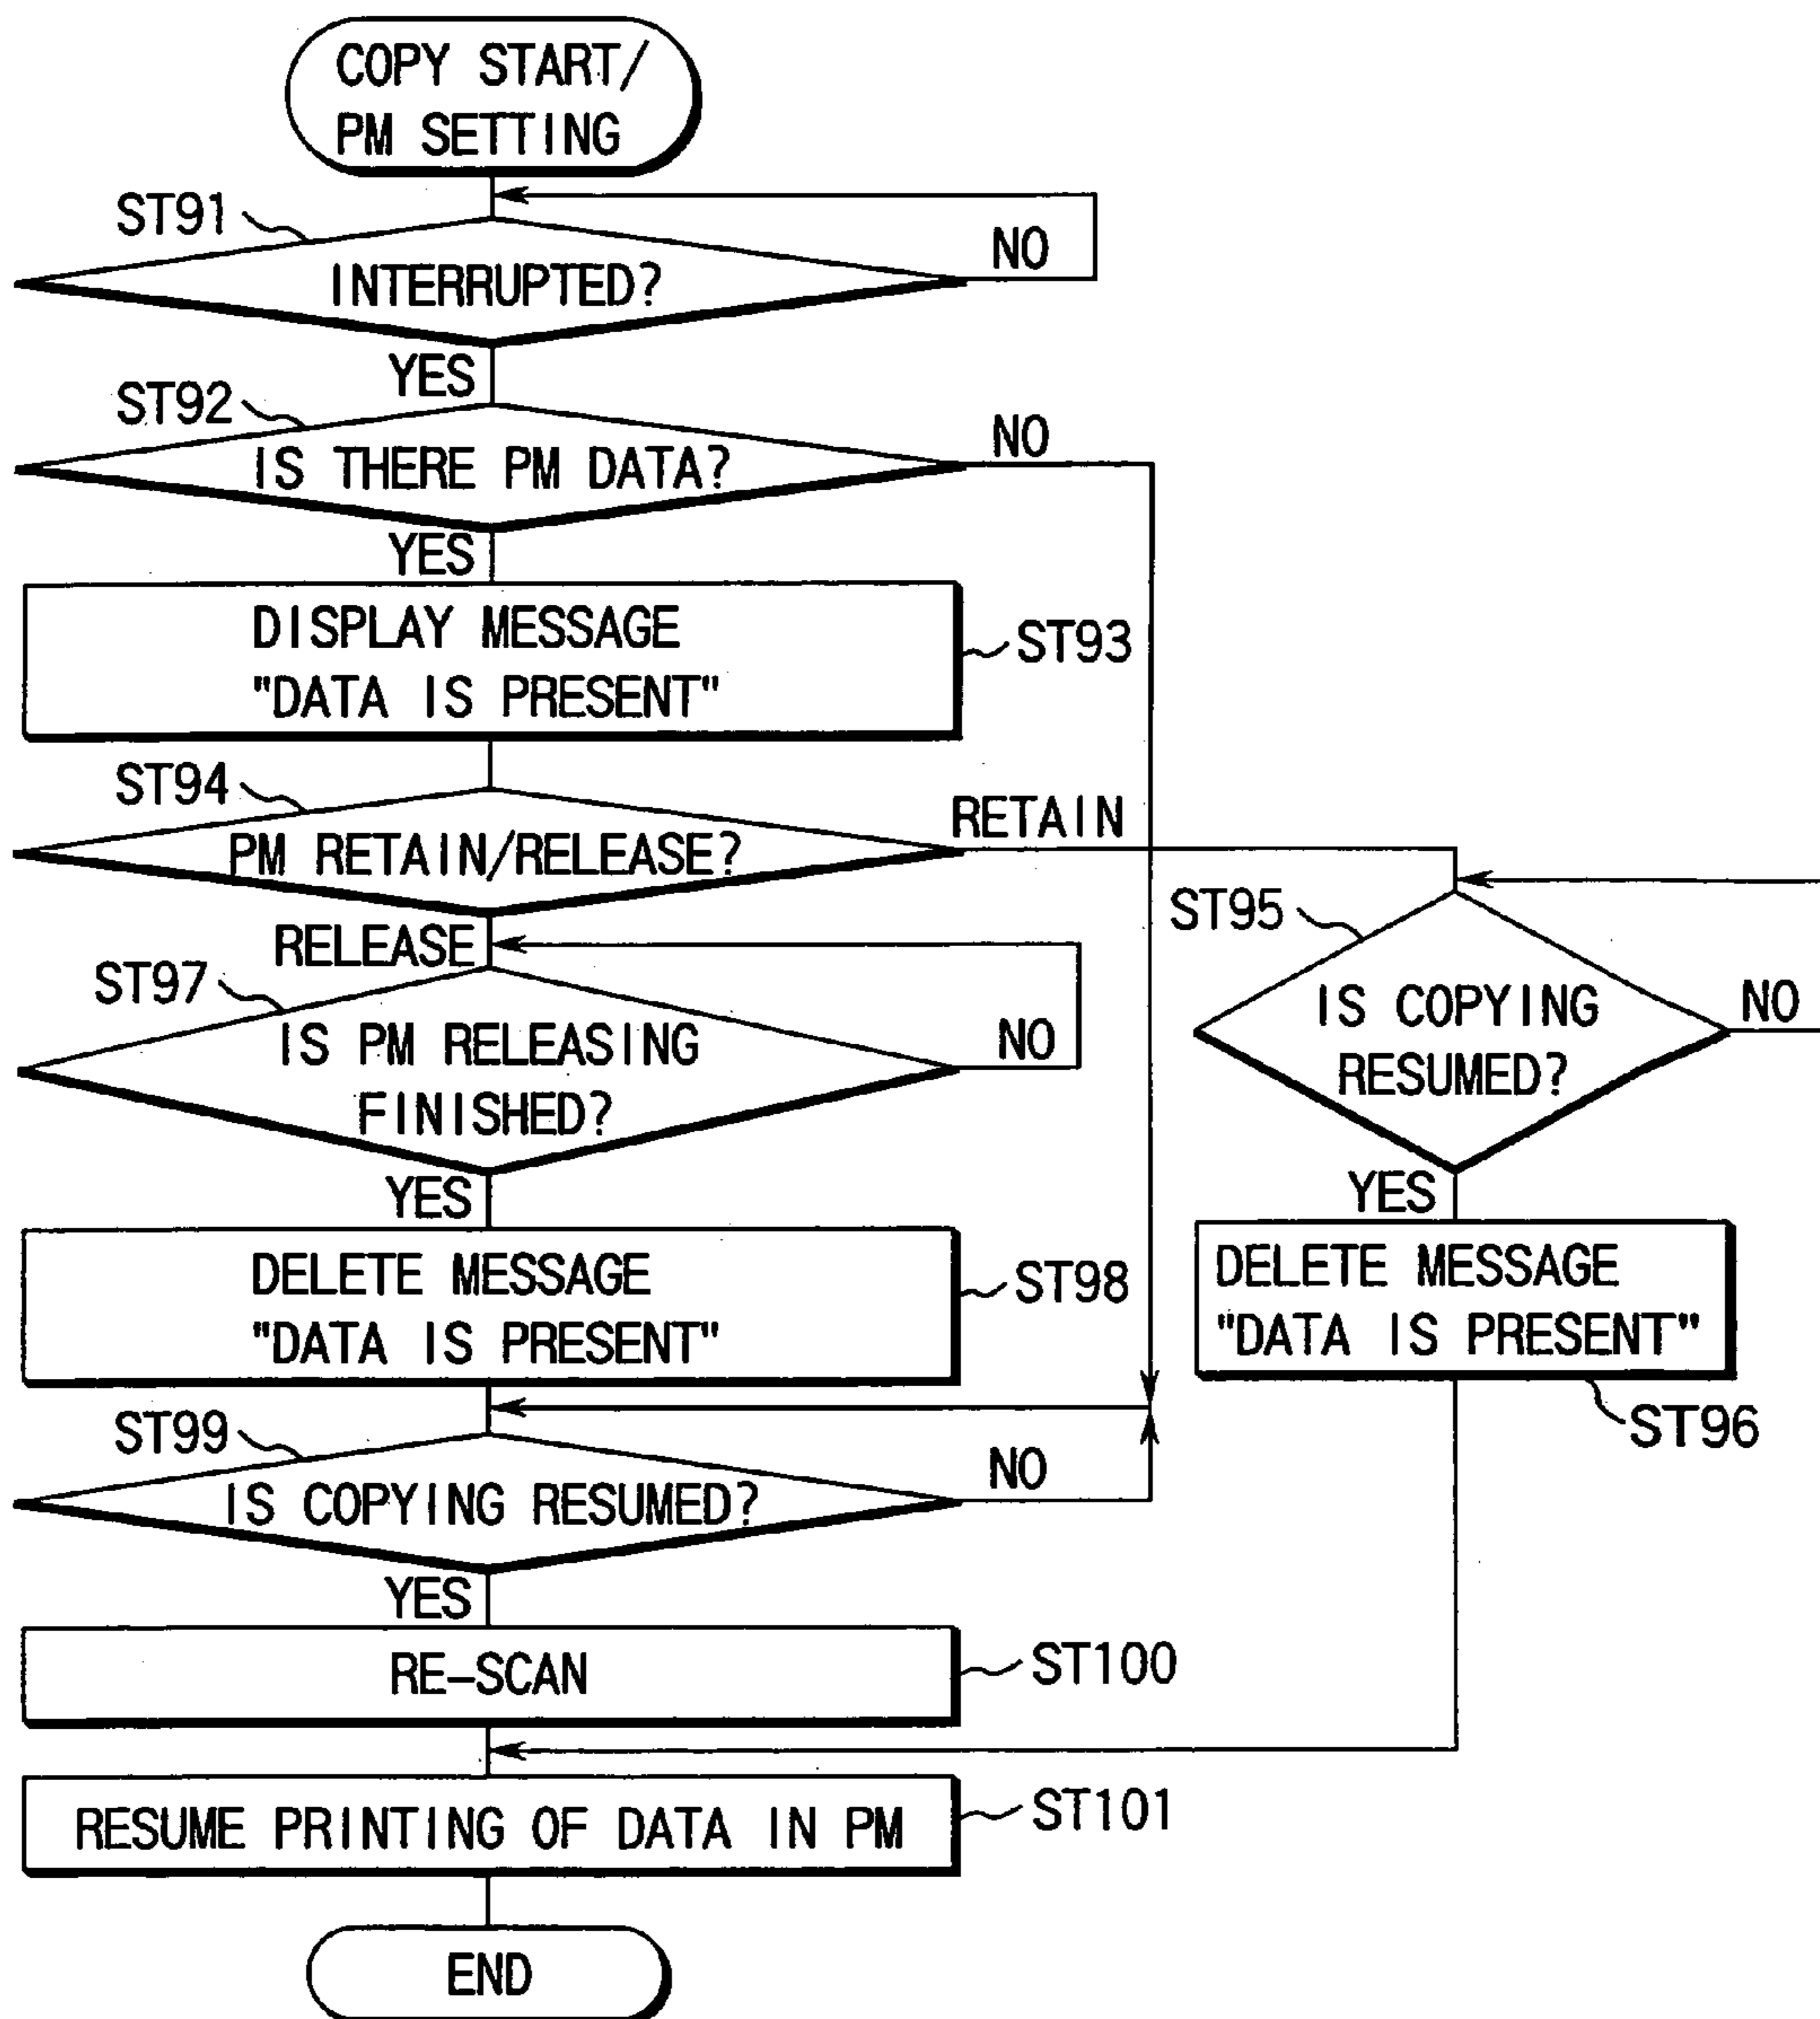 COPY START/
PM SETTING
ST91
NO
INTERRUPTED?
YES
ST92
NO
IS THERE PM DATA?
YES
DISPLAY MESSAGE
"DATA IS PRESENT"
ST93
ST94
RETAIN
PM RETAIN/RELEASE?
RELEASE
ST97
IS PM RELEASING
FINISHED?
NO
YES
ST95
IS COPYING
RESUMED?
NO
YES
DELETE MESSAGE
"DATA IS PRESENT"
ST98
DELETE MESSAGE
"DATA IS PRESENT"
ST96
ST99
NO
IS COPYING RESUMED?
YES
RE-SCAN
ST100
RESUME PRINTING OF DATA IN PM
ST101
END